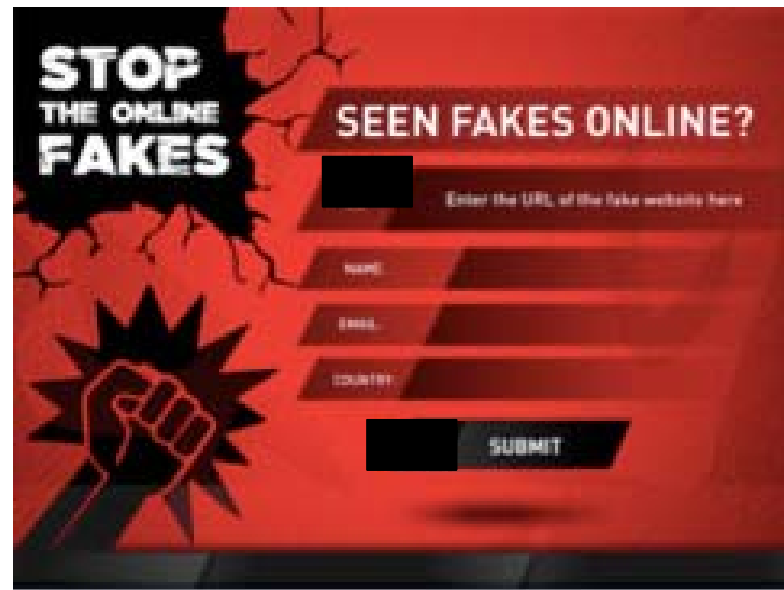 STOP
THE ONLINE
FAKES
SEEN FAKES ONLINE?
Enter the URL of the fake website here
NAME
EMAIL:
COUNTRY:
SUBMIT